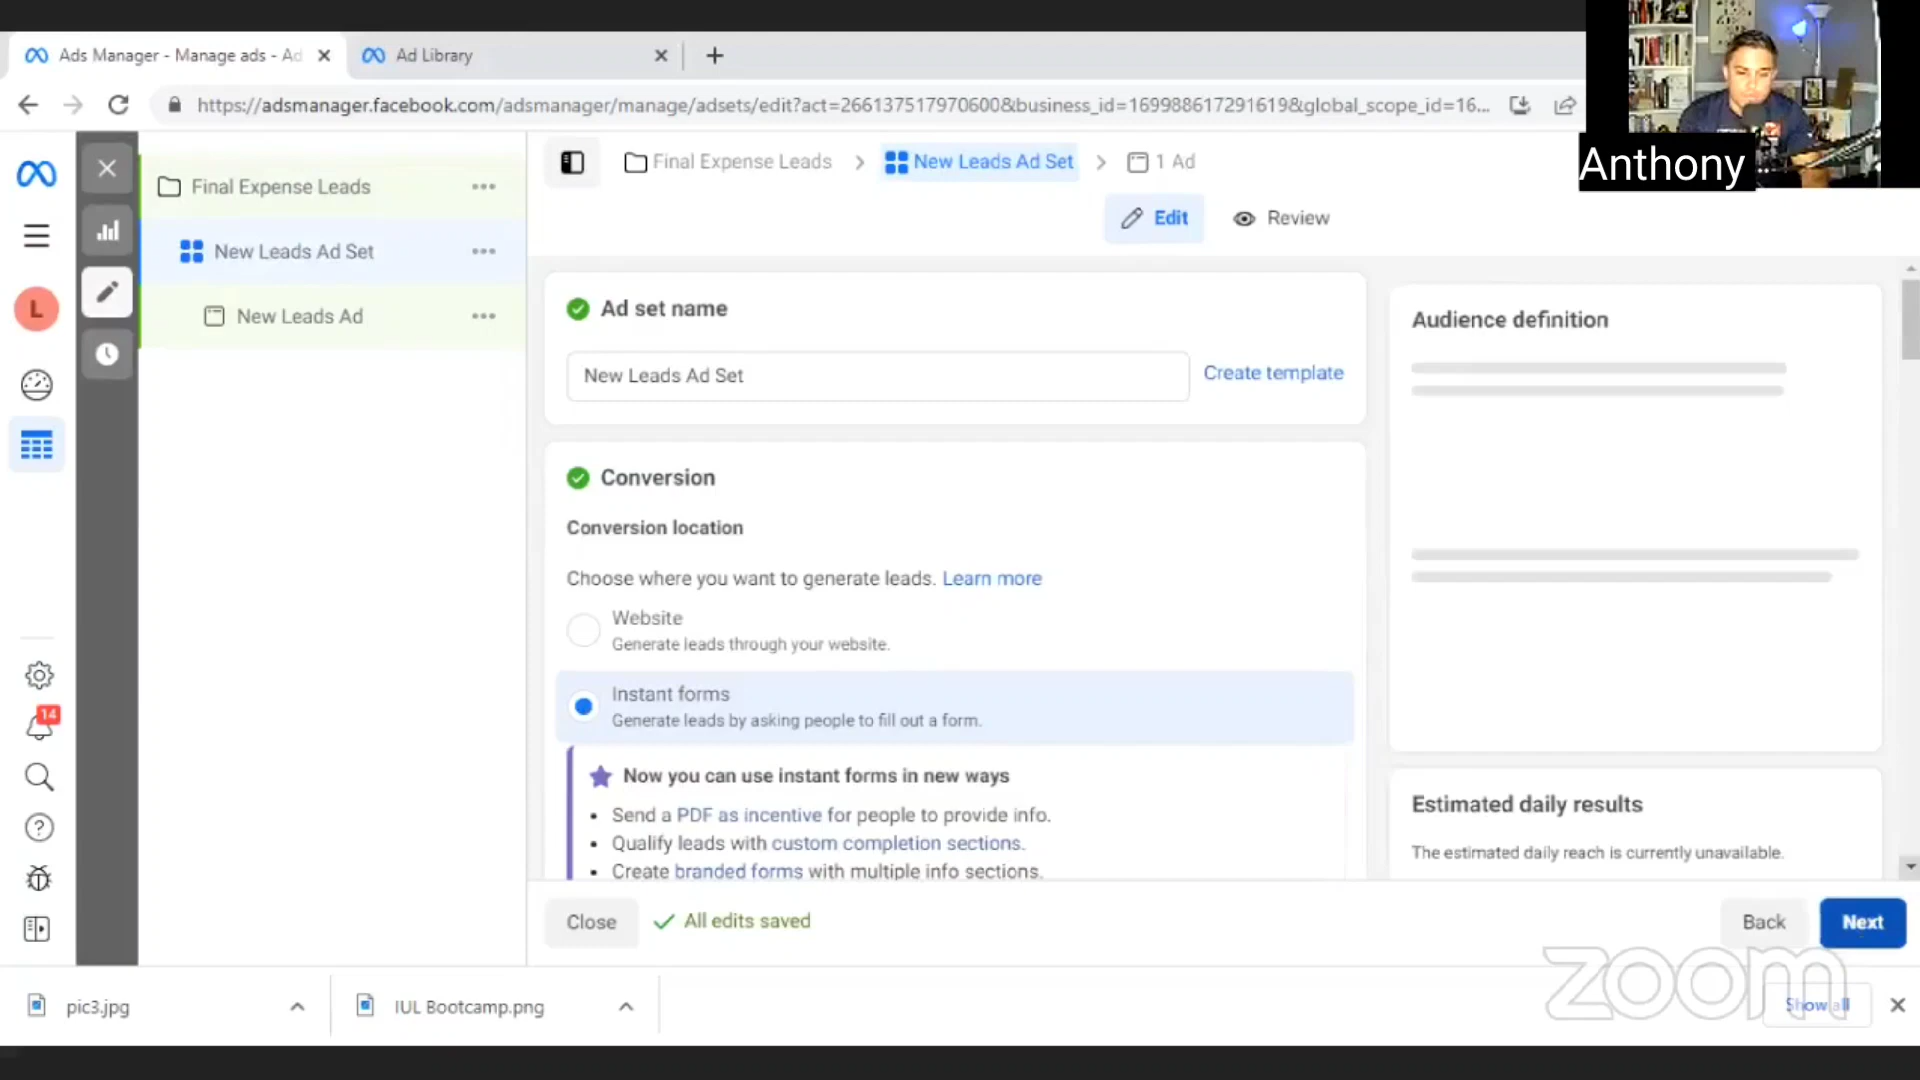 Ads Manager - Manage ads - Ad
Ad Library
https://adsmanager.facebook.com/adsmanager/manage/adsets/edit?act=266137517970600&business_id=169988617291619&global_scope_id=16...
Anthony
Final Expense Leads
New Leads Ad Set
1 Ad
Edit
Review
Final Expense Leads
New Leads Ad Set
New Leads Ad
L
14
Ad set name
New Leads Ad Set
Create template
Conversion
Conversion location
Choose where you want to generate leads. Learn more
Website
Generate leads through your website.
Instant forms
Generate leads by asking people to fill out a form.
Now you can use instant forms in new ways
• Send a PDF as incentive for people to provide info.
• Qualify leads with custom completion sections.
• Create branded forms with multiple info sections.
Audience definition
Estimated daily results
The estimated daily reach is currently unavailable.
Close
All edits saved
Back
Next
zoom
pic3.jpg
IUL Bootcamp.png
Show all